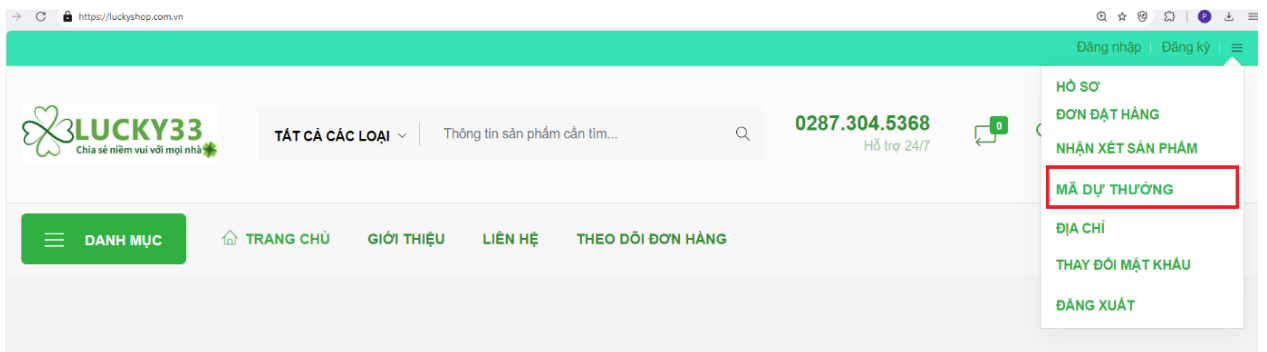 https://luckyshop.com.vn
P
Đăng nhập | Đăng ký
LUCKY33
Chia sẻ niềm vui với mọi nhà
TẤT CẢ CÁC LOẠI
Thông tin sản phẩm cần tìm...
0287.304.5368
Hỗ trợ 24/7
0
HỒ SƠ
ĐƠN ĐẶT HÀNG
NHẬN XÉT SẢN PHẨM
MÃ DỰ THƯỞNG
ĐỊA CHỈ
THAY ĐỔI MẬT KHẨU
ĐĂNG XUẤT
DANH MỤC
TRANG CHỦ
GIỚI THIỆU
LIÊN HỆ
THEO DÕI ĐƠN HÀNG